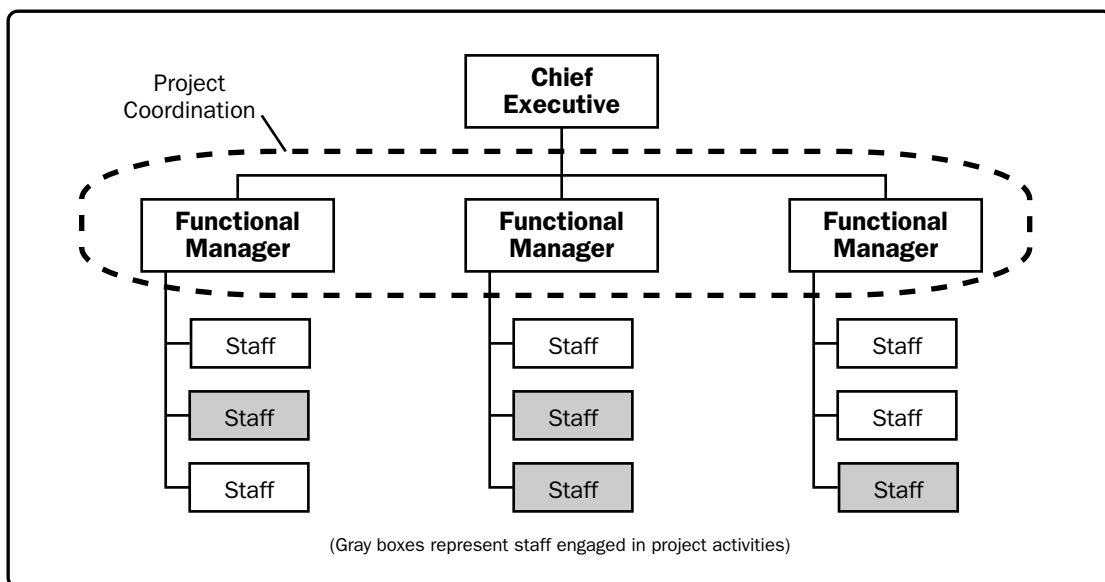 Project
Coordination
Chief
Executive
Functional
Manager
Functional
Manager
Functional
Manager
Staff
Staff
Staff
Staff
Staff
Staff
Staff
Staff
Staff
(Gray boxes represent staff engaged in project activities)